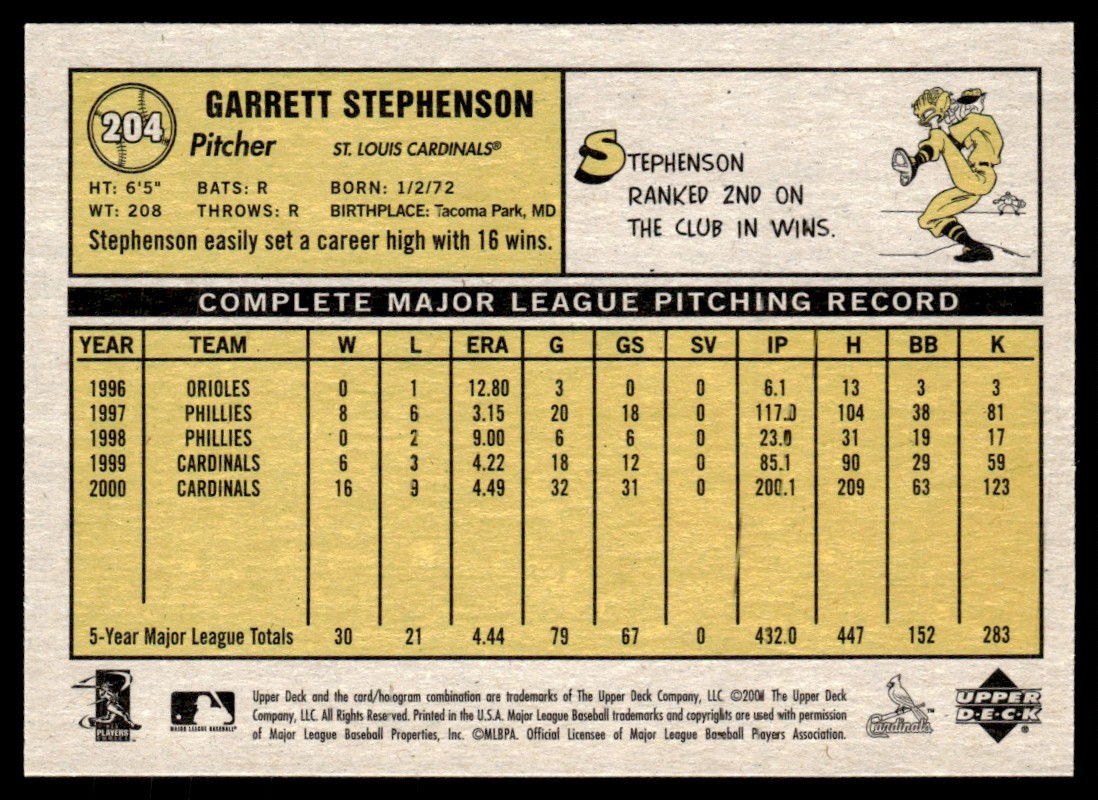 204
GARRETT STEPHENSON
Pitcher ST. LOUIS CARDINALS®
HT: 6'5" BATS: R BORN: 1/2/72
WT: 208 THROWS: R BIRTHPLACE: Tacoma Park, MD
Stephenson easily set a career high with 16 wins.
STEPHENSON
RANKED 2ND ON
THE CLUB IN WINS.
COMPLETE MAJOR LEAGUE PITCHING RECORD
YEAR TEAM W L ERA G GS SV IP H BB K
1996 ORIOLES 0 1 12.80 3 0 0 6.1 13 3 3
1997 PHILLIES 8 6 3.15 20 18 0 117.0 104 38 81
1998 PHILLIES 0 2 9.00 6 6 0 23.0 31 19 17
1999 CARDINALS 6 3 4.22 18 12 0 85.1 90 29 59
2000 CARDINALS 16 9 4.49 32 31 0 200.1 209 63 123
5-Year Major League Totals 30 21 4.44 79 67 0 432.0 447 152 283
PLAYERS
MAJOR LEAGUE BASEBALL®
Upper Deck and the card/hologram combination are trademarks of The Upper Deck Company, LLC. ©2001 The Upper Deck
Company, LLC. All Rights Reserved. Printed in the U.S.A. Major League Baseball trademarks and copyrights are used with permission
of Major League Baseball Properties, Inc. ©MLBPA. Official Licensee of Major League Baseball Players Association.
Cardinals™
UPPER
DECK®